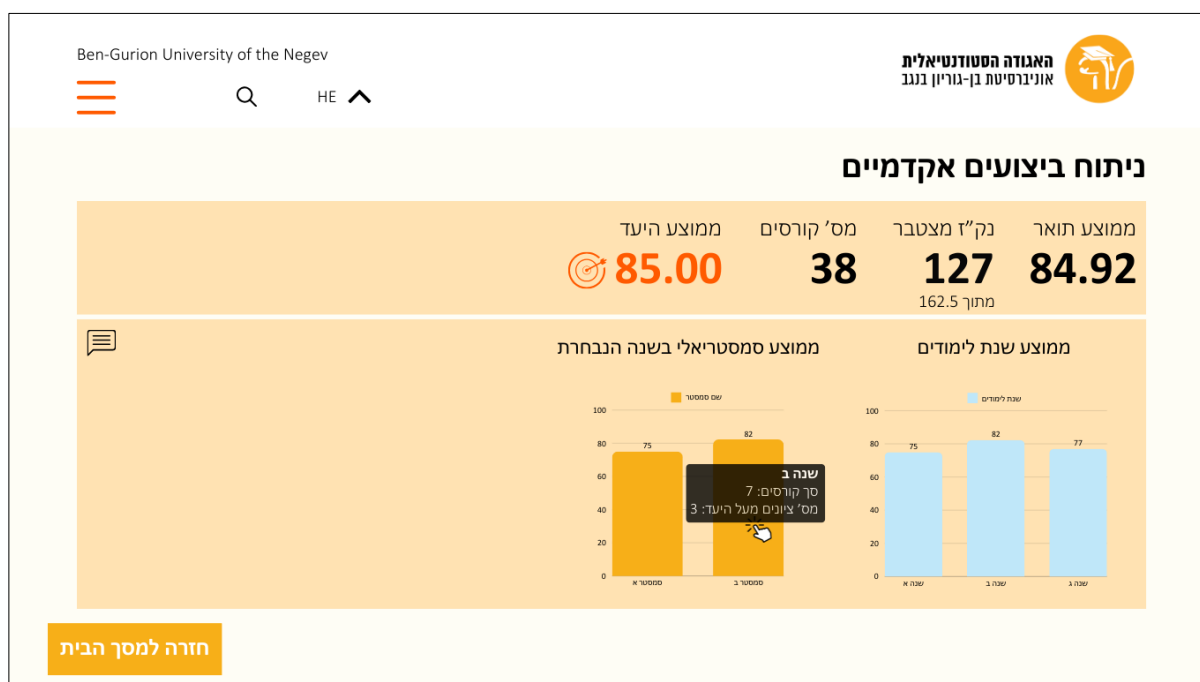 Ben-Gurion University of the Negev
HE
האגודה הסטודנטיאלית
אוניברסיטת בן-גוריון בנגב
ניתוח ביצועים אקדמיים
ממוצע תואר
84.92
נק״ז מצטבר
127
מתוך 162.5
מס׳ קורסים
38
ממוצע היעד
85.00
ממוצע שנת לימודים
שנת לימודים
100
80
60
40
20
0
75
82
77
שנה א
שנה ב
שנה ג
ממוצע סמסטריאלי בשנה הנבחרת
שם סמסטר
100
80
60
40
20
0
75
82
סמסטר א
סמסטר ב
שנה ב
סך קורסים: 7
מס׳ ציונים מעל היעד: 3
חזרה למסך הבית